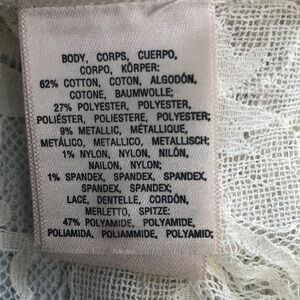 BODY, CORPS, CUERPO,
CORPO, KÖRPER:
62% COTTON, COTON, ALGODÓN,
COTONE, BAUMWOLLE;
27% POLYESTER, POLYESTER,
POLIÉSTER, POLIESTERE, POLYESTER;
9% METALLIC, MÉTALLIQUE,
METÁLICO, METALLICO, METALLISCH;
1% NYLON, NYLON, NILÓN,
NAILON, NYLON;
1% SPANDEX, SPANDEX, SPANDEX,
SPANDEX, SPANDEX;
LACE, DENTELLE, CORDÓN,
MERLETTO, SPITZE:
47% POLYAMIDE, POLYAMIDE,
POLIAMIDA, POLIAMMIDE, POLYAMID;